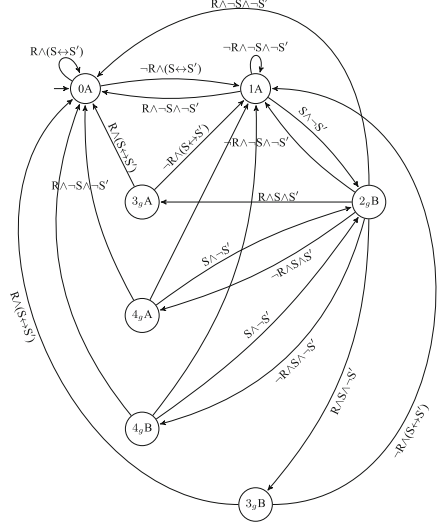 R∧¬S∧¬S′
R∧(S↔S′)
¬R∧¬S∧¬S′
¬R∧(S↔S′)
0A
1A
R∧¬S∧¬S′
S∧¬S′
R∧(S↔S′)
¬R∧(S↔S′)
¬R∧¬S∧¬S′
R∧¬S∧¬S′
3gA
R∧S∧S′
2gB
S∧¬S′
¬R∧S∧S′
4gA
R∧(S↔S′)
S∧¬S′
¬R∧S∧¬S′
R∧S∧¬S′
4gB
¬R∧(S↔S′)
3gB